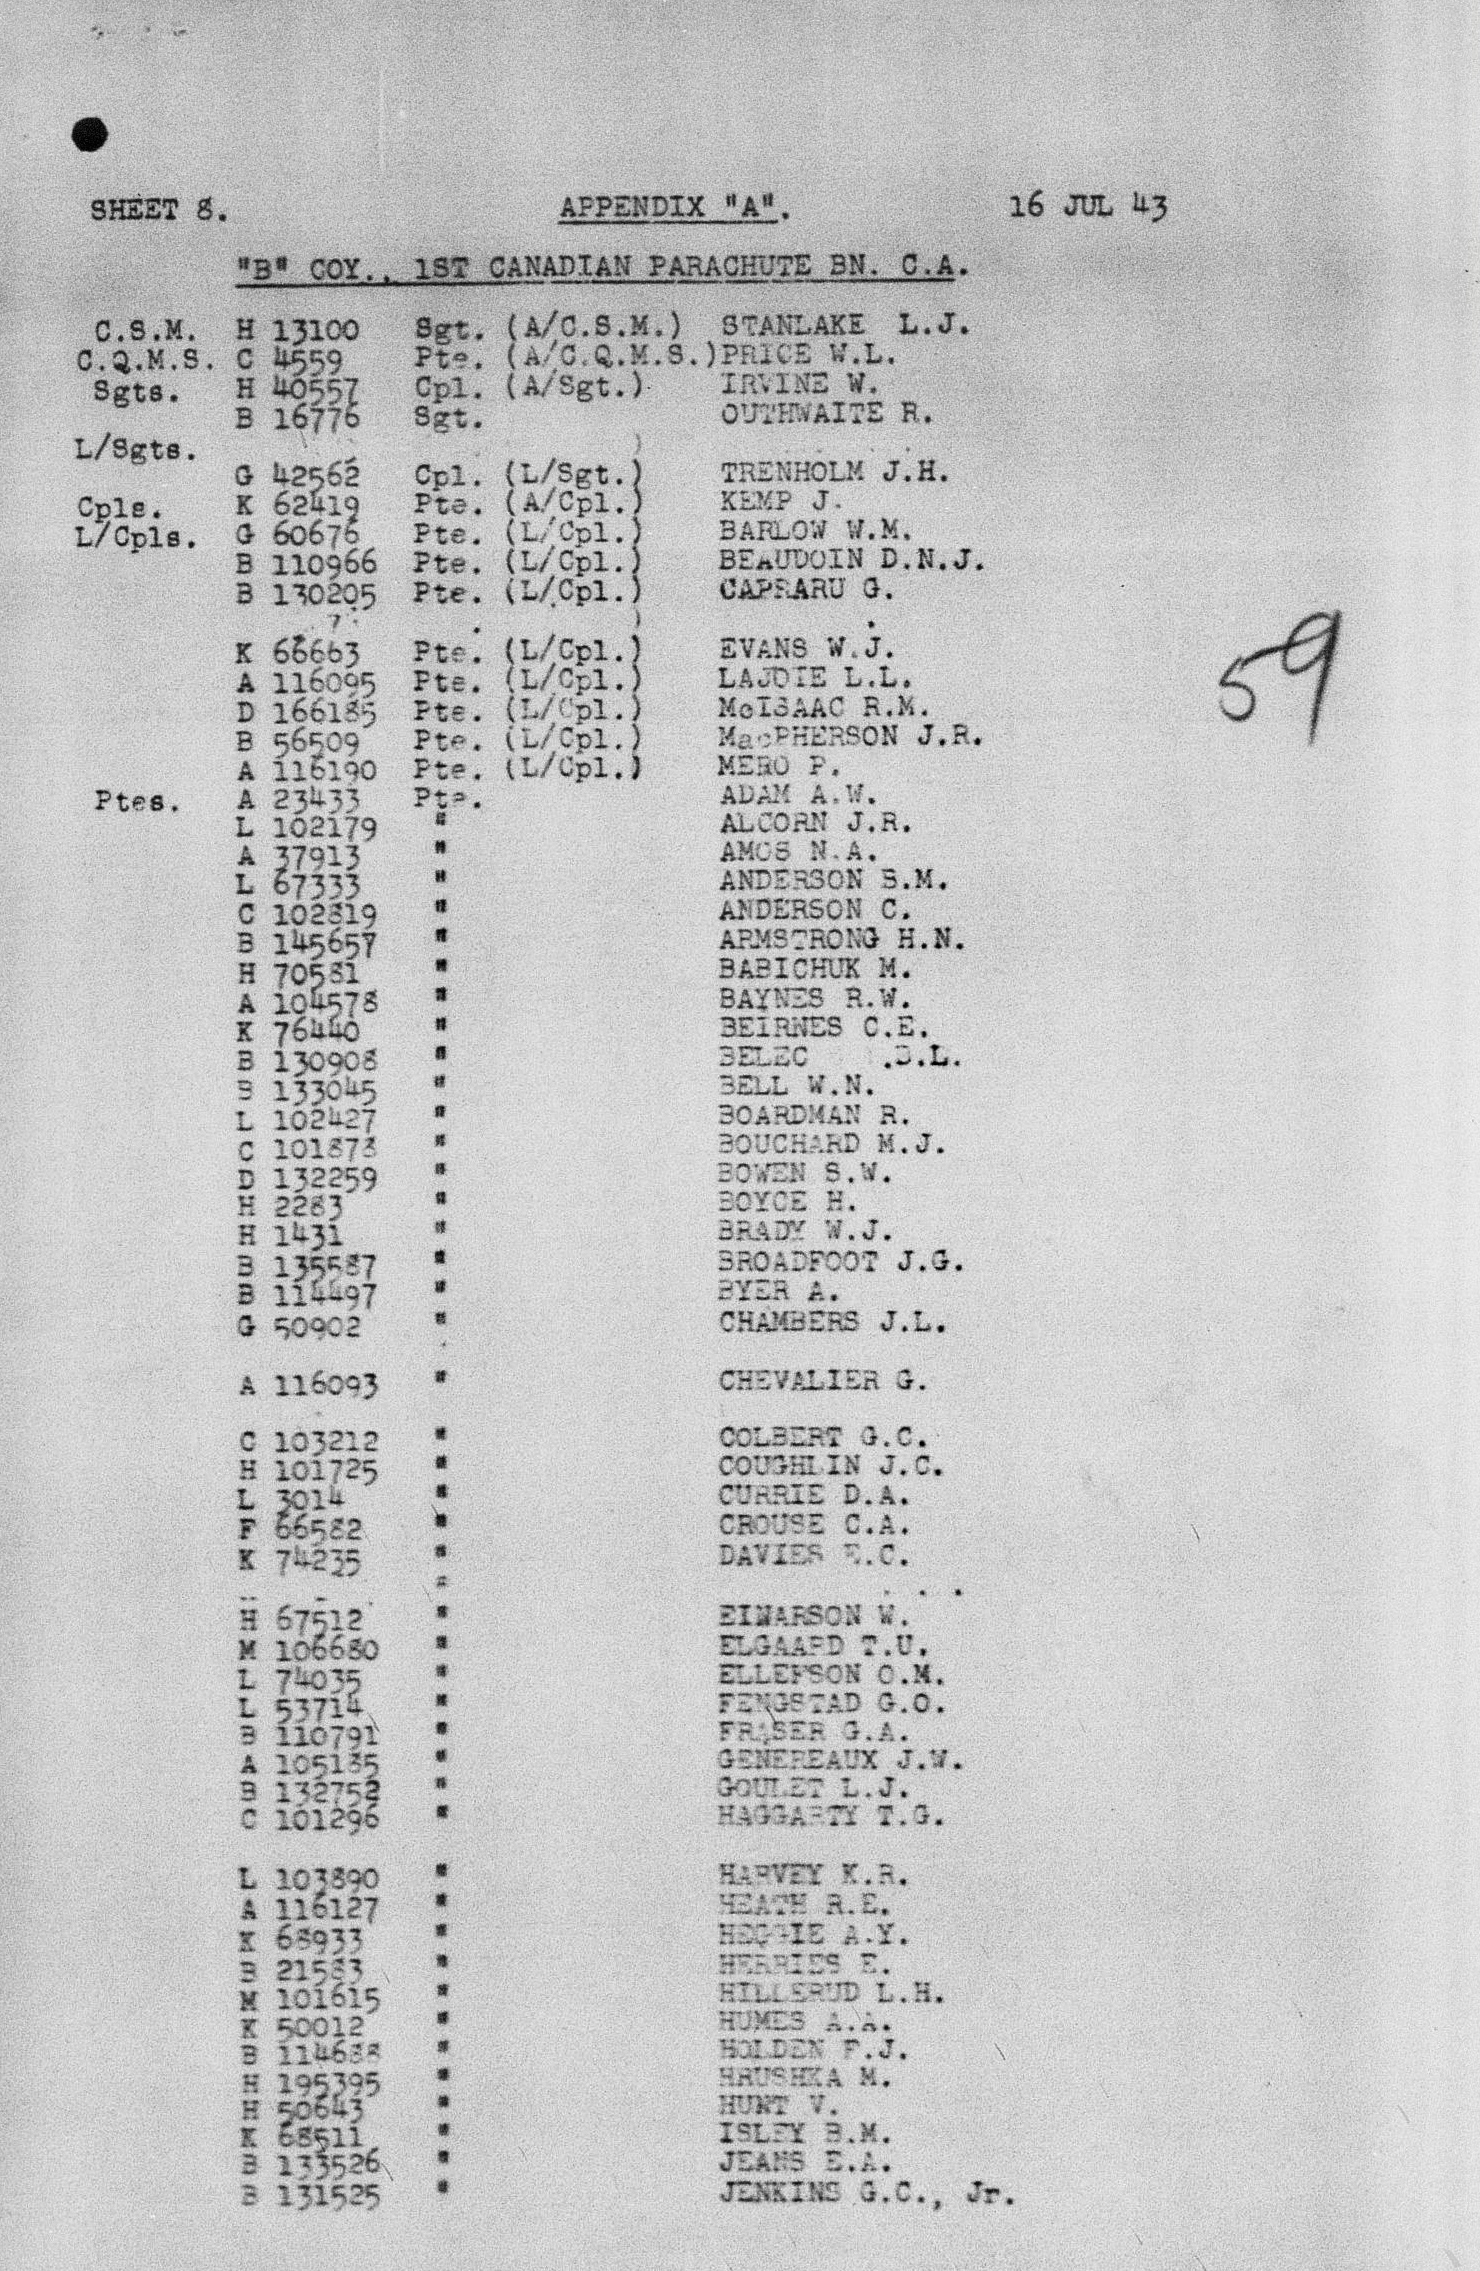 SHEET 8. APPENDIX "A". 16 JUL 43
"B" COY., 1ST CANADIAN PARACHUTE BN. C.A.
C.S.M. H 13100 Sgt. (A/C.S.M.) STANLAKE L.J.
C.Q.M.S. C 4559 Pte. (A/C.Q.M.S.) PRICE W.L.
Sgts. H 40557 Cpl. (A/Sgt.) IRVINE W.
B 16776 Sgt. OUTHWAITE R.
L/Sgts.
G 42562 Cpl. (L/Sgt.) TRENHOLM J.H.
Cpls. K 62419 Pte. (A/Cpl.) KEMP J.
L/Cpls. G 60676 Pte. (L/Cpl.) BARLOW W.M.
B 110966 Pte. (L/Cpl.) BEAUDOIN D.N.J.
B 130205 Pte. (L/Cpl.) CAPRARU G.
K 66663 Pte. (L/Cpl.) EVANS W.J.
A 116095 Pte. (L/Cpl.) LAJOIE L.L.
D 166185 Pte. (L/Cpl.) McISAAC R.M.
B 56509 Pte. (L/Cpl.) MacPHERSON J.R.
A 116190 Pte. (L/Cpl.) MERO P.
59
Ptes. A 23433 Pte. ADAM A.W.
L 102179 " ALCORN J.R.
A 37913 " AMOS N.A.
L 67333 " ANDERSON S.M.
C 102819 " ANDERSON C.
B 145657 " ARMSTRONG H.N.
H 70581 " BABICHUK M.
A 104578 " BAYNES R.W.
K 76440 " BEIRNES C.E.
B 130908 " BELEC
B 133045 " BELL W.N.
L 102427 " BOARDMAN R.
C 101878 " BOUCHARD M.J.
D 132259 " BOWEN S.W.
H 2283 " BOYCE H.
H 1431 " BRADY W.J.
B 135587 " BROADFOOT J.G.
B 114497 " BYER A.
G 50902 " CHAMBERS J.L.
A 116093 " CHEVALIER G.
C 103212 " COLBERT G.C.
H 101725 " COUGHLIN J.C.
L 3014 " CURRIE D.A.
F 66582 " CROUSE C.A.
K 74235 " DAVIES E.C.
H 67512 " EINARSON W.
M 106680 " ELGAARD T.U.
L 74035 " ELLEFSON O.M.
L 53714 " FENGSTAD G.O.
B 110791 " FRASER G.A.
A 105185 " GENEREAUX J.W.
B 132752 " GOULET L.J.
C 101296 " HAGGARTY T.G.
L 103890 " HARVEY K.R.
A 116127 " HEATH R.E.
K 68933 " HEGGIE A.Y.
B 21583 " HERRIES E.
M 101615 " HILLERUD L.H.
K 50012 " HUMES A.A.
B 114688 " HOLDEN F.J.
H 195395 " HRUSHKA M.
H 50643 " HUNT V.
K 68511 " ISLEY B.M.
B 133526 " JEANS E.A.
B 131525 " JENKINS G.C., Jr.